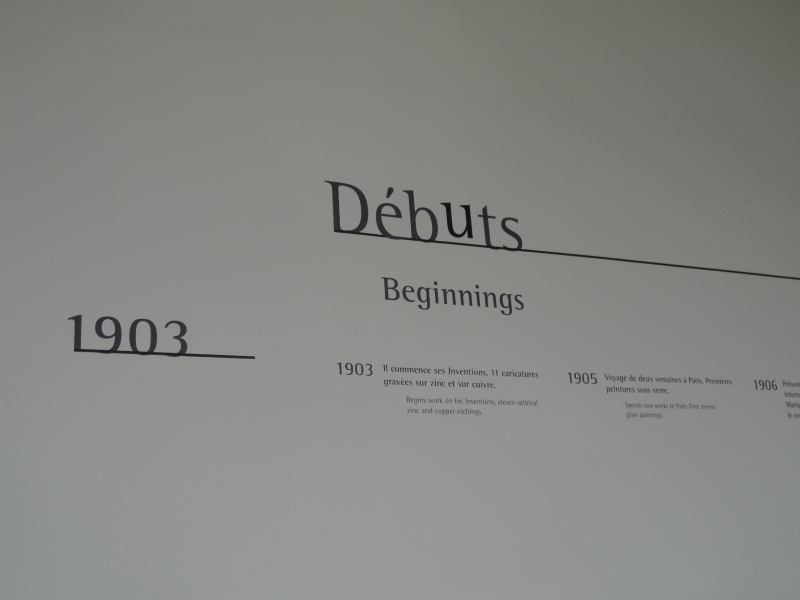 Débuts
Beginnings
1903
1903 Il commence ses Inventions, 11 caricatures
gravées sur zinc et sur cuivre.
Begins work on his Inventions, eleven satirical
zinc and copper etchings.
1905 Voyage de deux semaines à Paris. Premières
peintures sous verre.
Spends two weeks in Paris. First reverse
glass paintings.
1906